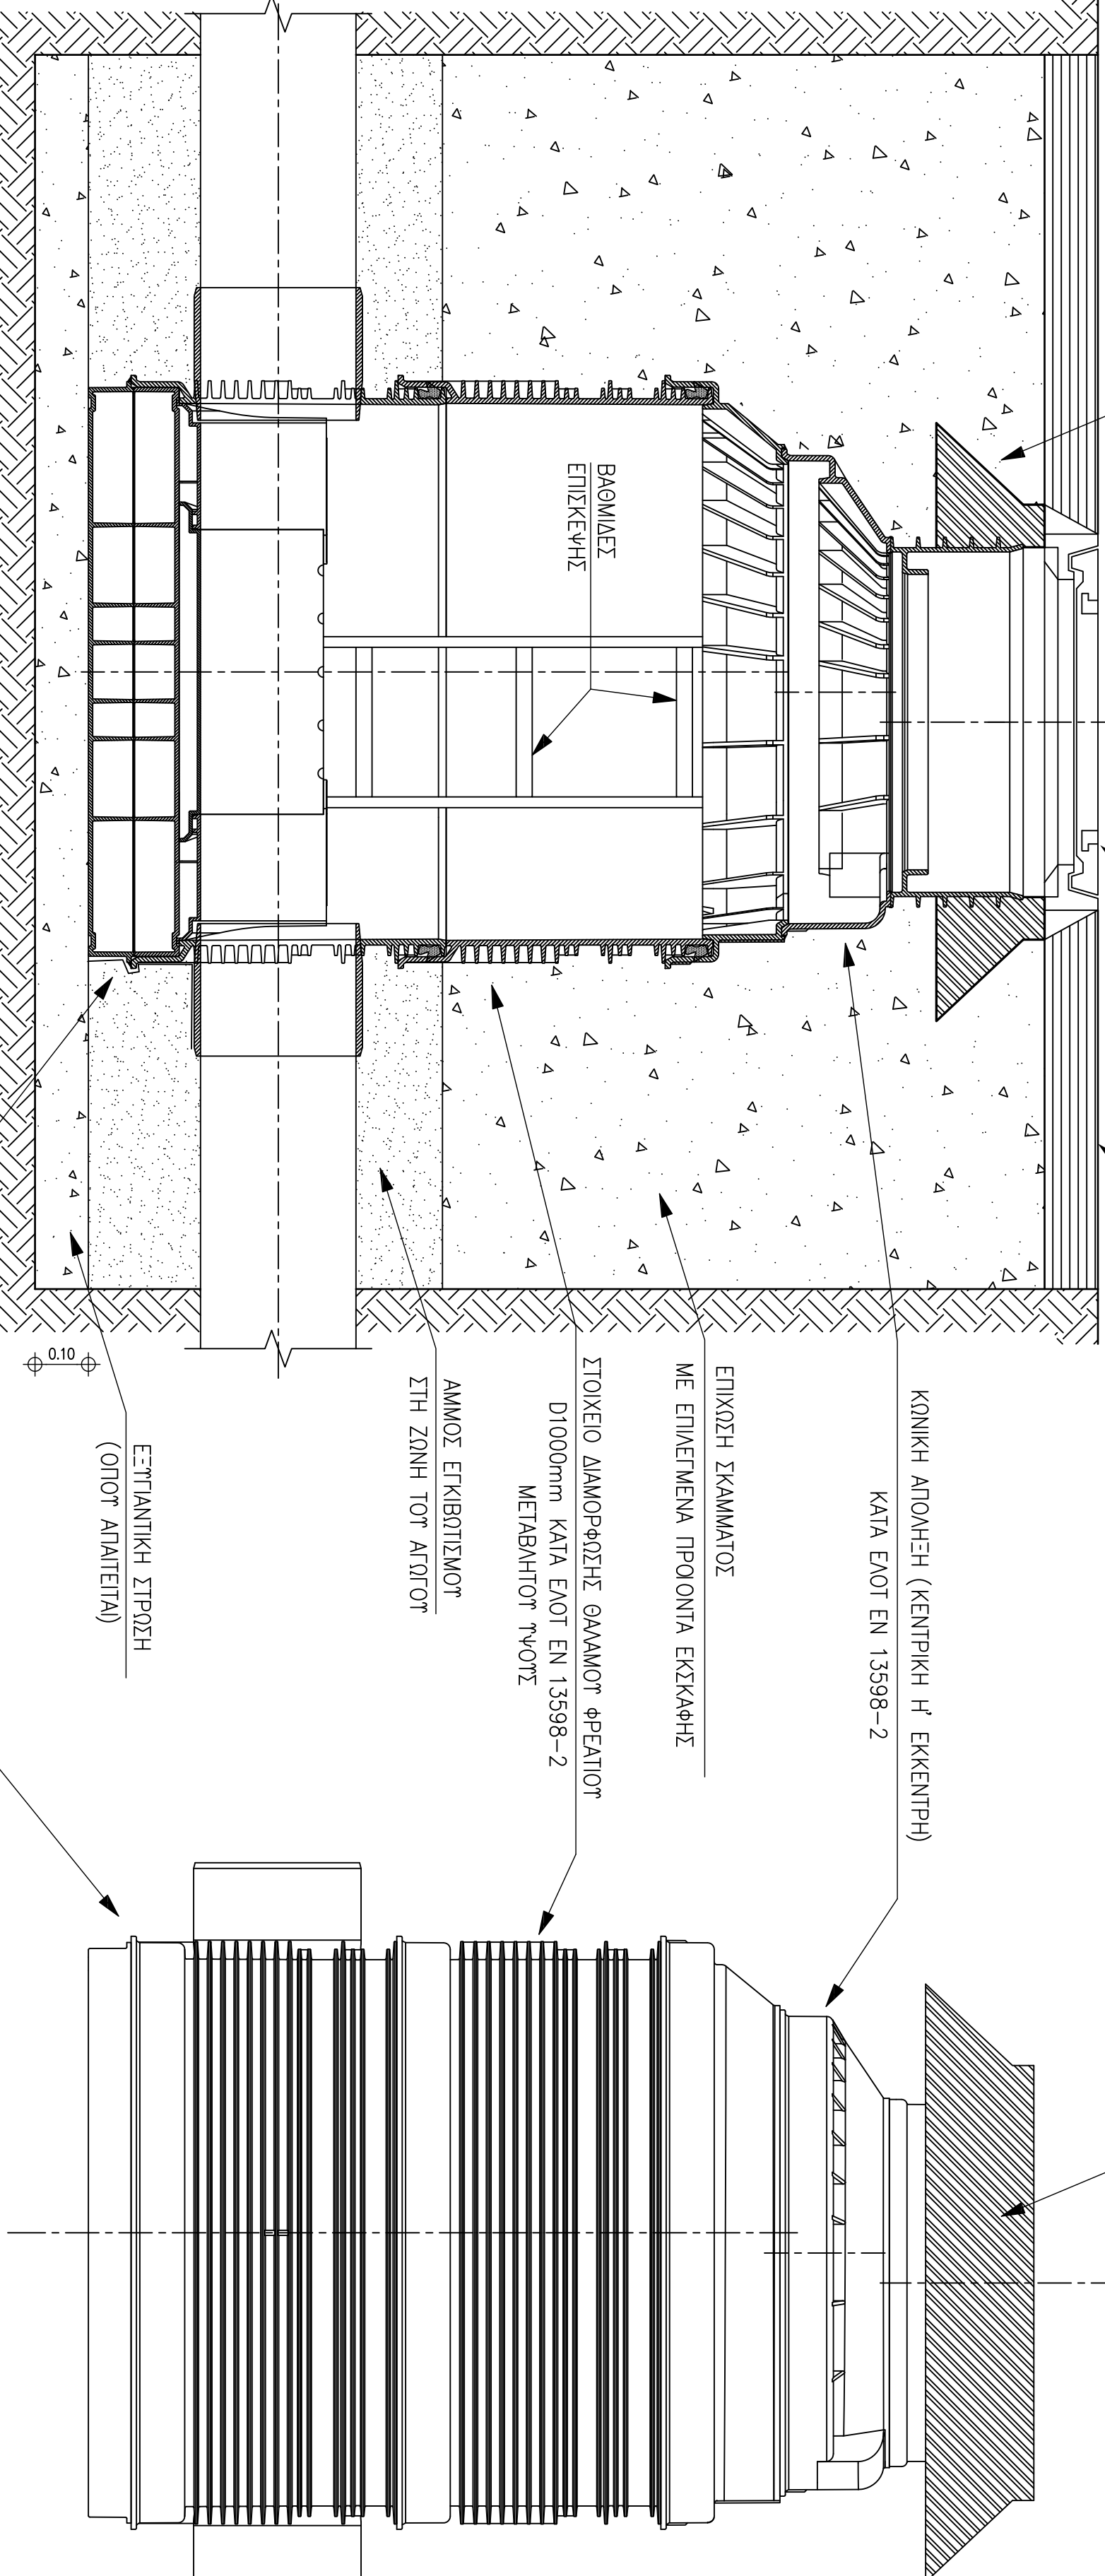 ΚΩΝΙΚΗ ΑΠΟΛΗΞΗ (ΚΕΝΤΡΙΚΗ Η' ΕΚΚΕΝΤΡΗ)
ΚΑΤΑ ΕΛΟΤ ΕΝ 13598-2
ΕΠΙΧΩΣΗ ΣΚΑΜΜΑΤΟΣ
ΜΕ ΕΠΙΛΕΓΜΕΝΑ ΠΡΟΙΟΝΤΑ ΕΚΣΚΑΦΗΣ
ΒΑΘΜΙΔΕΣ
ΕΠΙΣΚΕΨΗΣ
ΣΤΟΙΧΕΙΟ ΔΙΑΜΟΡΦΩΣΗΣ ΘΑΛΑΜΟΥ ΦΡΕΑΤΙΟΥ
D1000mm ΚΑΤΑ ΕΛΟΤ ΕΝ 13598-2
ΜΕΤΑΒΛΗΤΟΥ ΥΨΟΥΣ
ΑΜΜΟΣ ΕΓΚΙΒΩΤΙΣΜΟΥ
ΣΤΗ ΖΩΝΗ ΤΟΥ ΑΓΩΓΟΥ
ΕΞΥΓΙΑΝΤΙΚΗ ΣΤΡΩΣΗ
(ΟΠΟΥ ΑΠΑΙΤΕΙΤΑΙ)
0.10